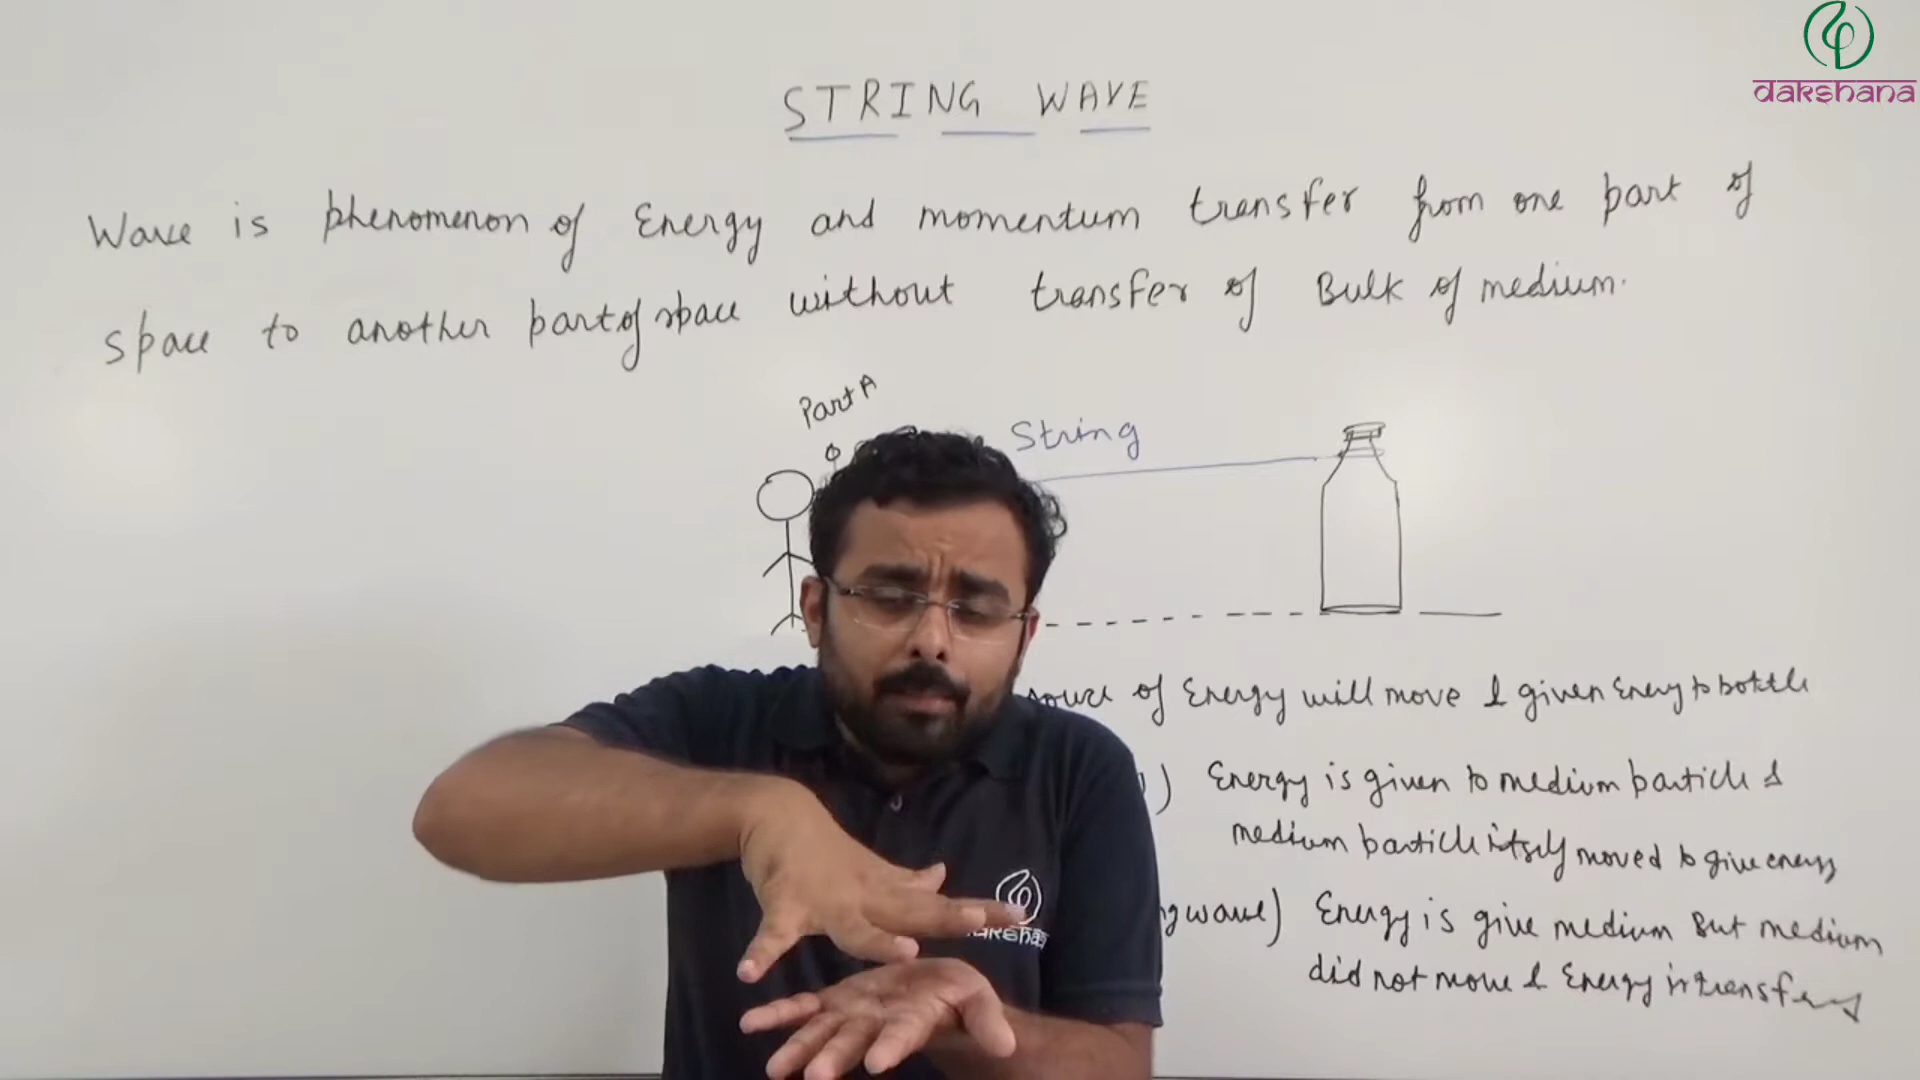 dakshana
STRING WAVE
Wave is phenomenon of Energy and momentum transfer from one part of
space to another part of space without transfer of Bulk of medium.
Part A
String
source of Energy will move & given Energy to bottle
) Energy is given to medium particle &
medium particle itself moved to give energy
wave) Energy is give medium But medium
did not move & Energy is transfer